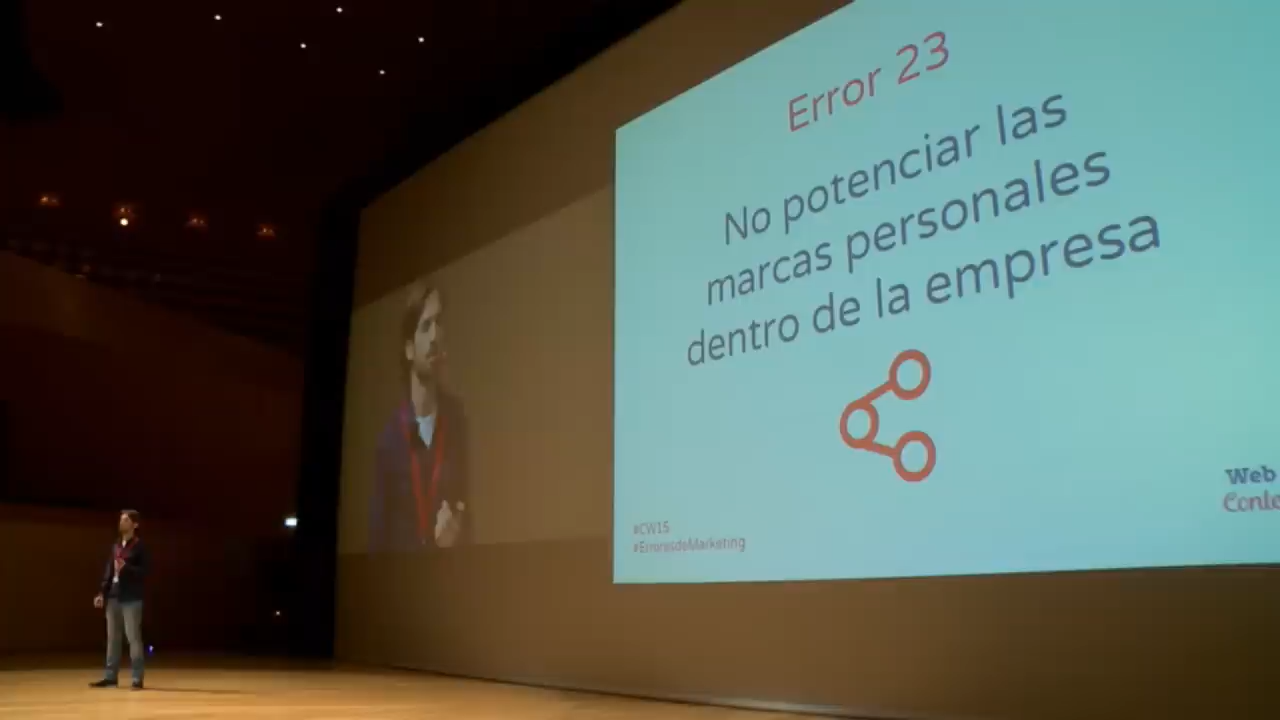 Error 23
No potenciar las
marcas personales
dentro de la empresa
#CW15
#ErroresdeMarketing
Web